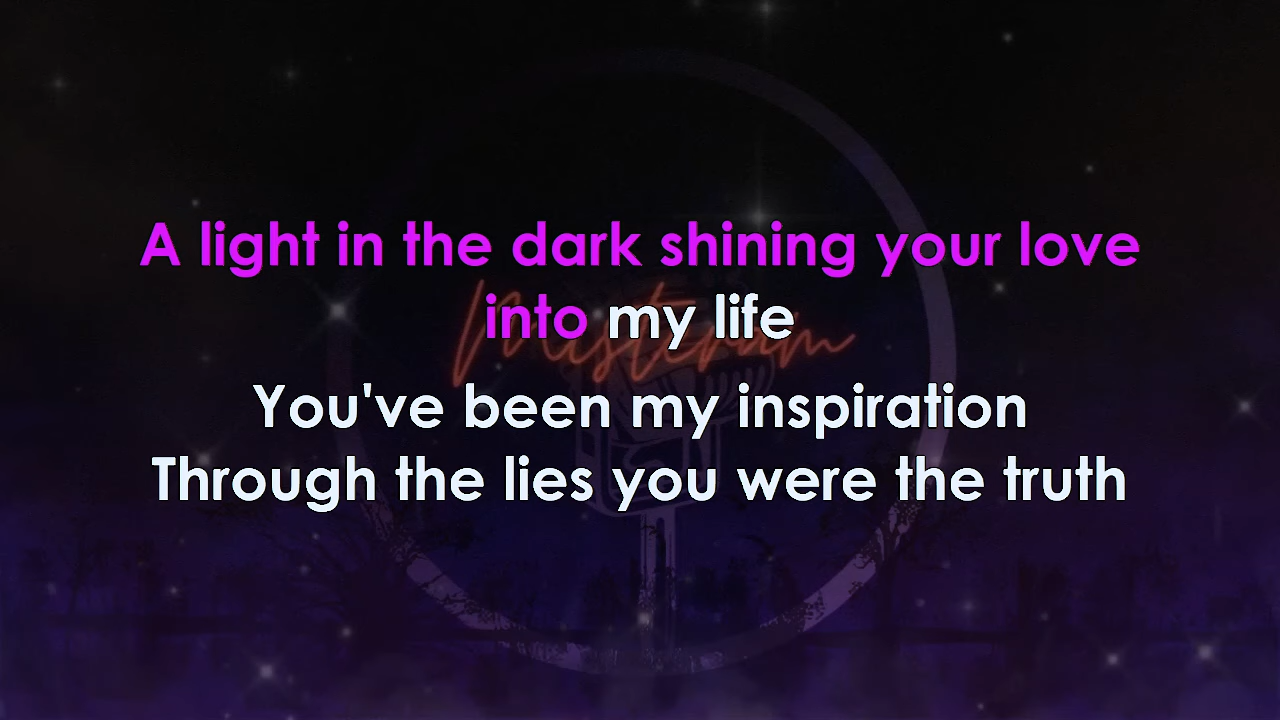 A light in the dark shining your love
into my life
Misterim
You've been my inspiration
Through the lies you were the truth